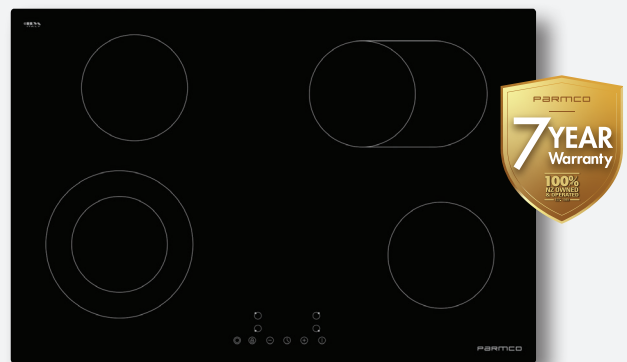 PARMCO
7 YEAR
Warranty
100%
NZ OWNED
& OPERATED
PARMCO